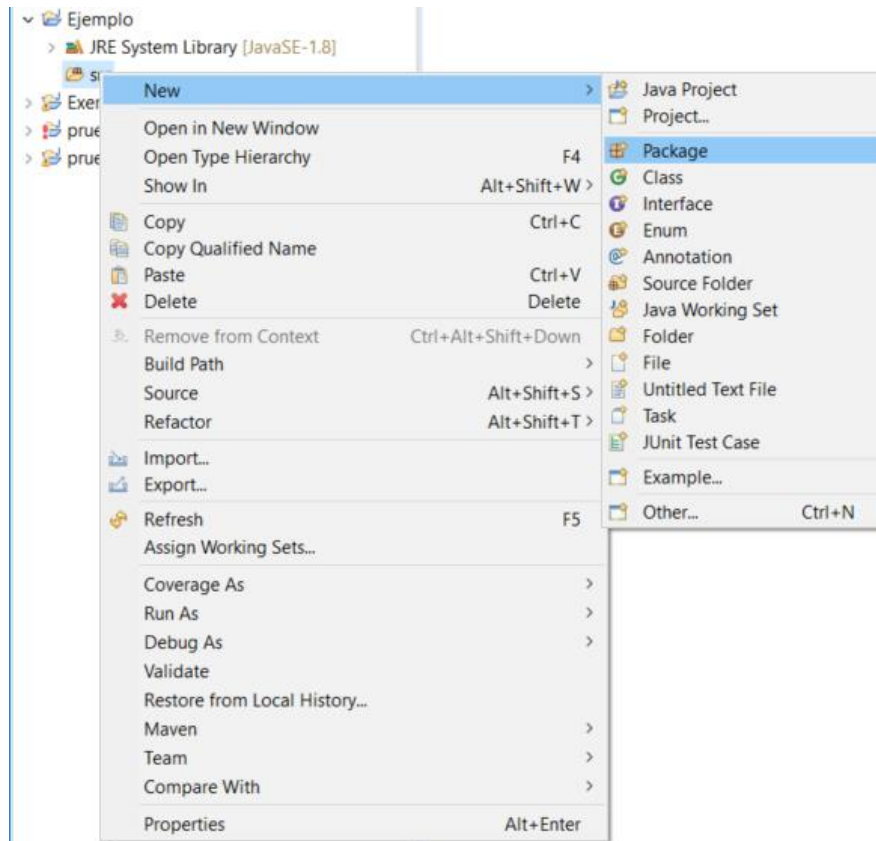 Ejemplo
JRE System Library [JavaSE-1.8]
New
Open in New Window
Open Type Hierarchy F4
Show In Alt+Shift+W
Copy Ctrl+C
Copy Qualified Name
Paste Ctrl+V
Delete Delete
Remove from Context Ctrl+Alt+Shift+Down
Build Path
Source Alt+Shift+S
Refactor Alt+Shift+T
Import...
Export...
Refresh F5
Assign Working Sets...
Coverage As
Run As
Debug As
Validate
Restore from Local History...
Maven
Team
Compare With
Properties Alt+Enter
Java Project
Project...
Package
Class
Interface
Enum
Annotation
Source Folder
Java Working Set
Folder
File
Untitled Text File
Task
JUnit Test Case
Example...
Other... Ctrl+N